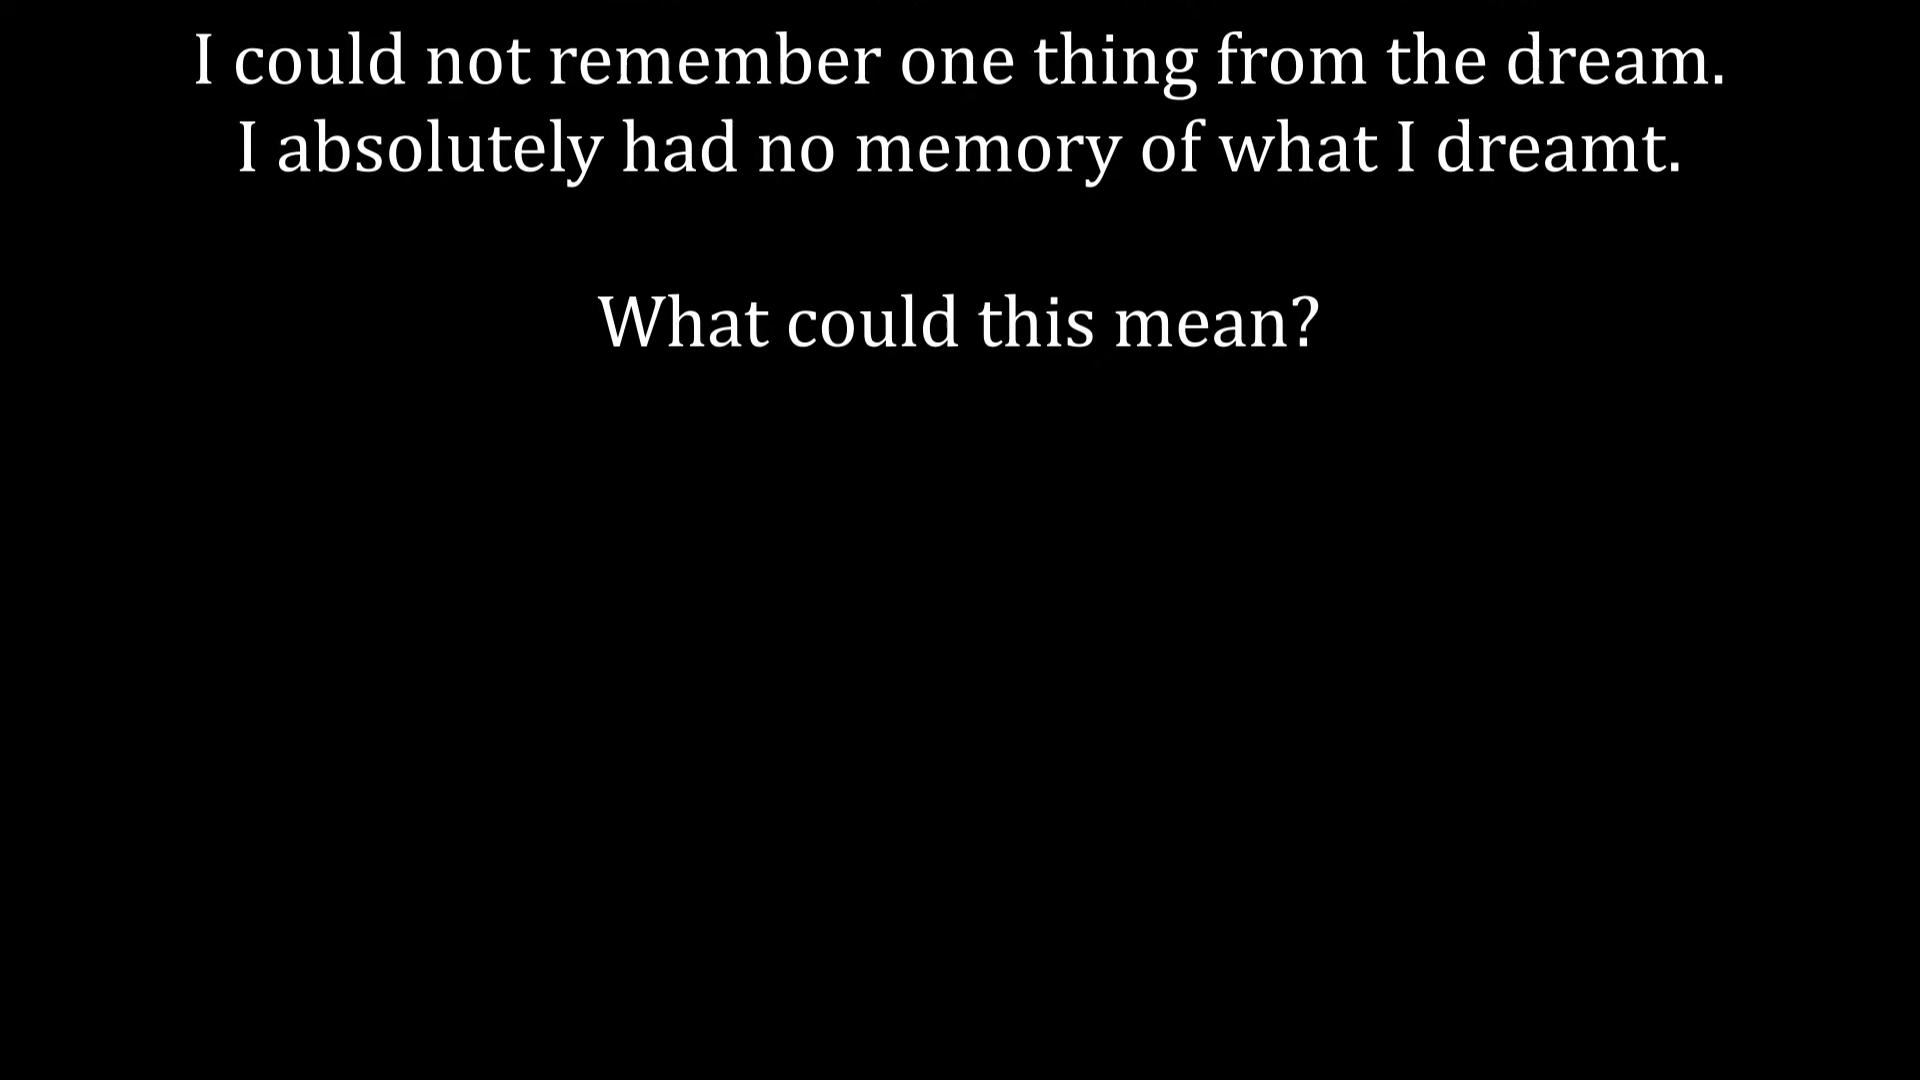 I could not remember one thing from the dream.
I absolutely had no memory of what I dreamt.
What could this mean?